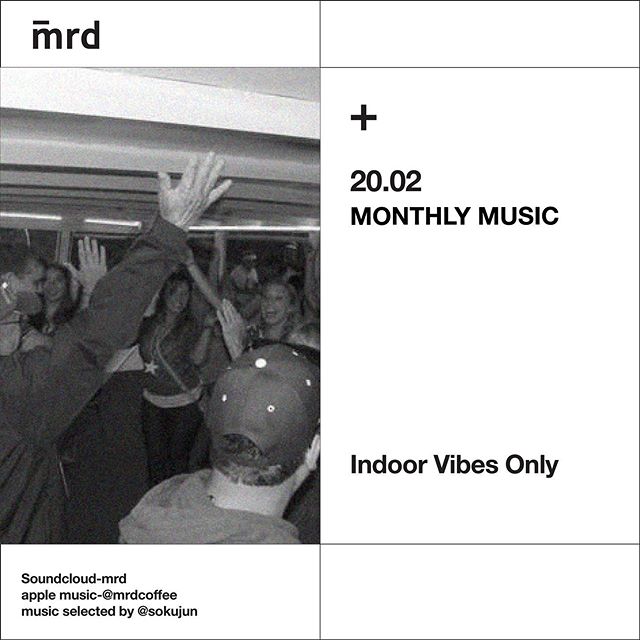 m̄rd
+
20.02
MONTHLY MUSIC
Indoor Vibes Only
Soundcloud-mrd
apple music-@mrdcoffee
music selected by @sokujun